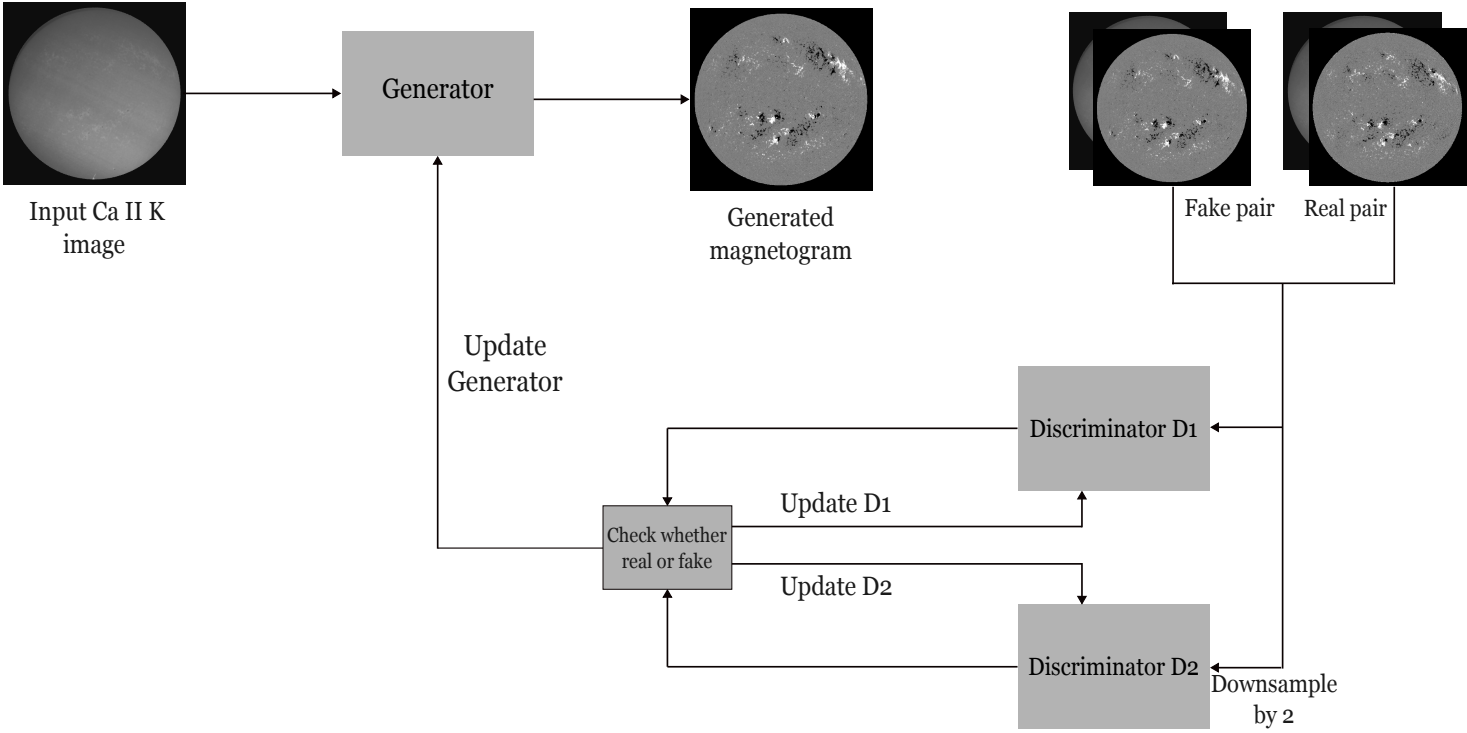 Generator
Input Ca II K
image
Generated
magnetogram
Fake pair
Real pair
Update
Generator
Discriminator D1
Update D1
Check whether
real or fake
Update D2
Discriminator D2
Downsample
by 2